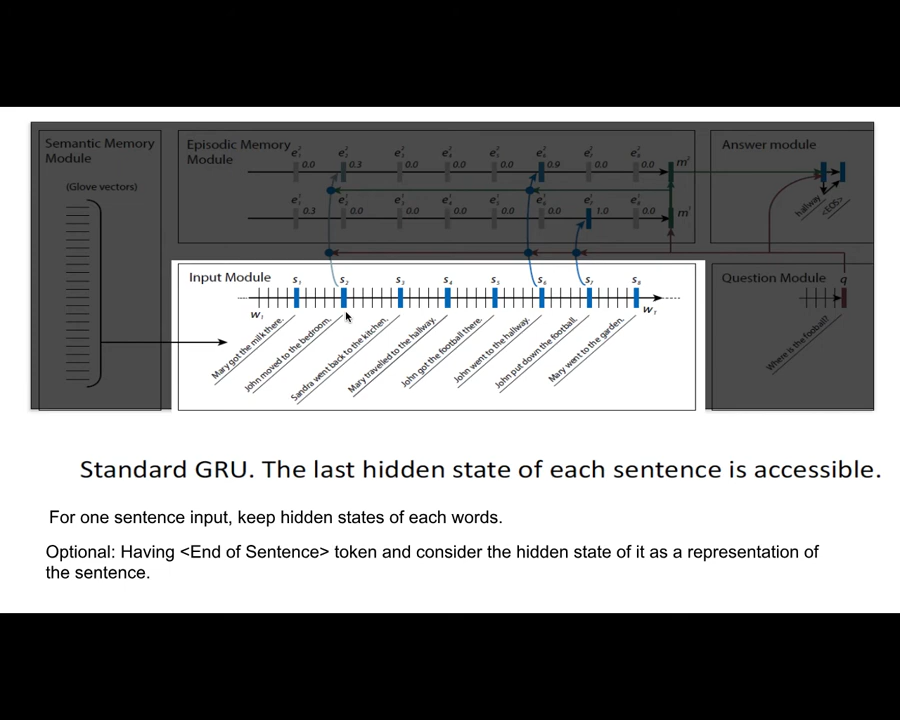 Semantic Memory
Module
(Glove vectors)
Episodic Memory
Module
e₁² e₂² e₃² e₄² e₅² e₆² e₇² e₈²
0.0 0.3 0.0 0.0 0.0 0.9 0.0 0.0 m²
e₁¹ e₂¹ e₃¹ e₄¹ e₅¹ e₆¹ e₇¹ e₈¹
0.3 0.0 0.0 0.0 0.0 0.0 1.0 0.0 m¹
Answer module
hallway
<EOS>
Input Module
s₁ s₂ s₃ s₄ s₅ s₆ s₇ s₈
w₁ wT
Mary got the milk there.
John moved to the bedroom.
Sandra went back to the kitchen.
Mary travelled to the hallway.
John got the football there.
John went to the hallway.
John put down the football.
Mary went to the garden.
Question Module q
Where is the football?
Standard GRU. The last hidden state of each sentence is accessible.
For one sentence input, keep hidden states of each words.
Optional: Having <End of Sentence> token and consider the hidden state of it as a representation of
the sentence.